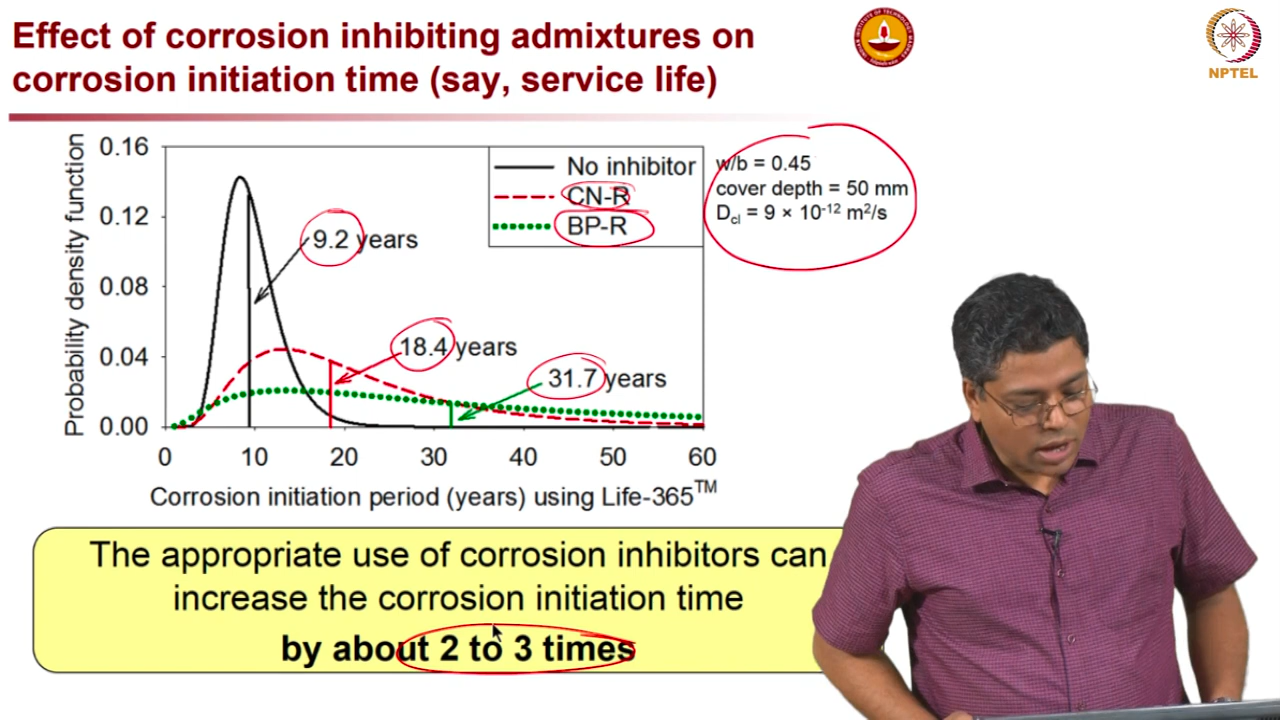 Effect of corrosion inhibiting admixtures on
corrosion initiation time (say, service life)
NPTEL
Probability density function
0.16
0.12
0.08
0.04
0.00
No inhibitor
CN-R
BP-R
w/b = 0.45
cover depth = 50 mm
D_cl = 9 × 10⁻¹² m²/s
9.2 years
18.4 years
31.7 years
0 10 20 30 40 50 60
Corrosion initiation period (years) using Life-365™
The appropriate use of corrosion inhibitors can
increase the corrosion initiation time
by about 2 to 3 times